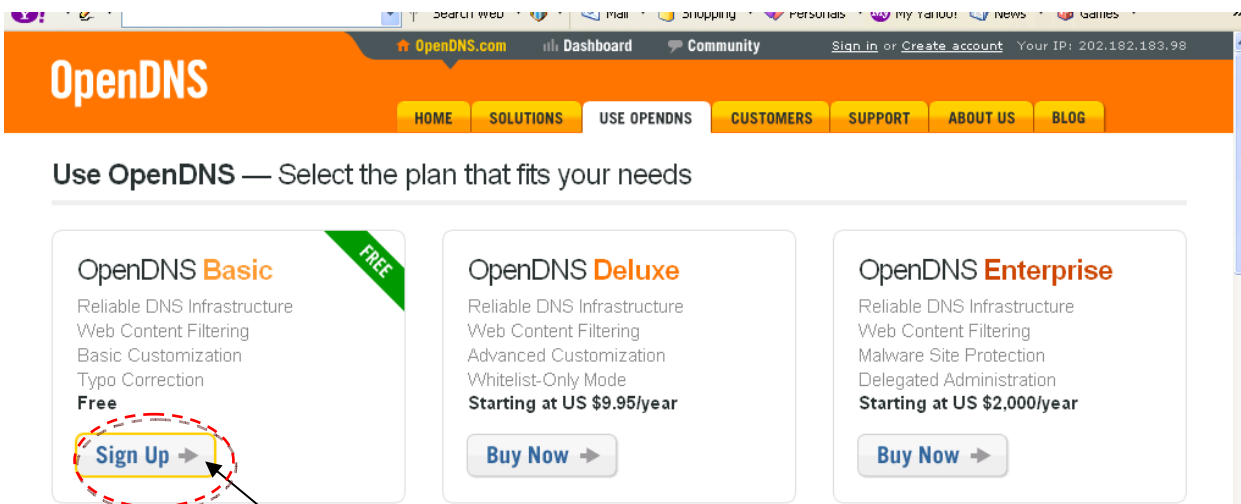 Search Web Mail Shopping Personals My Yahoo! News Games
OpenDNS.com Dashboard Community Sign in or Create account Your IP: 202.182.183.98
OpenDNS
HOME SOLUTIONS USE OPENDNS CUSTOMERS SUPPORT ABOUT US BLOG
Use OpenDNS — Select the plan that fits your needs
FREE
OpenDNS Basic
Reliable DNS Infrastructure
Web Content Filtering
Basic Customization
Typo Correction
Free
Sign Up
OpenDNS Deluxe
Reliable DNS Infrastructure
Web Content Filtering
Advanced Customization
Whitelist-Only Mode
Starting at US $9.95/year
Buy Now
OpenDNS Enterprise
Reliable DNS Infrastructure
Web Content Filtering
Malware Site Protection
Delegated Administration
Starting at US $2,000/year
Buy Now